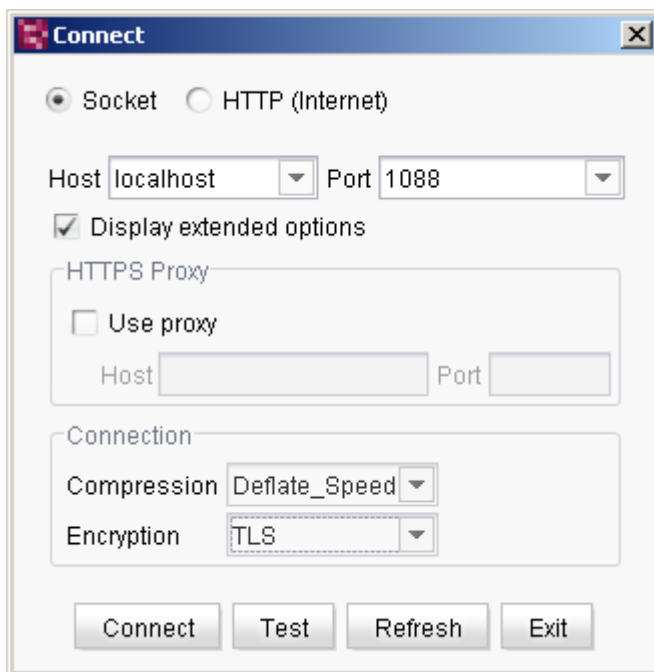 Connect
Socket HTTP (Internet)
Host localhost Port 1088
Display extended options
HTTPS Proxy
Use proxy
Host Port
Connection
Compression Deflate_Speed
Encryption TLS
Connect Test Refresh Exit